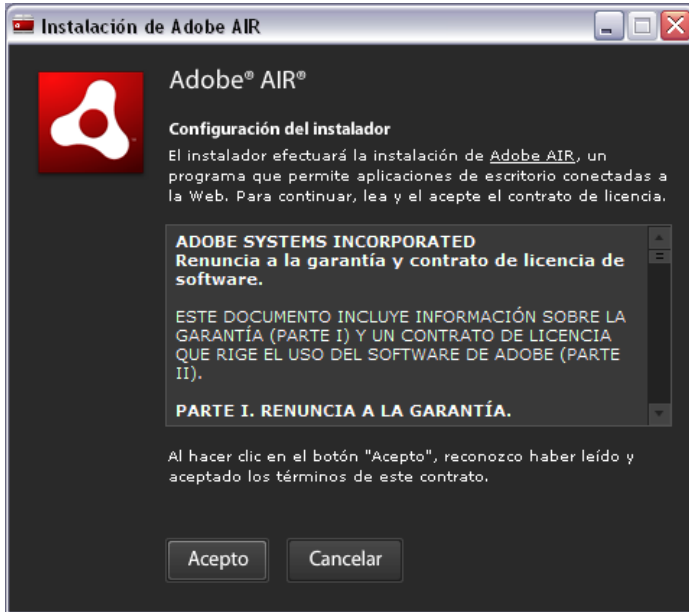 Instalación de Adobe AIR
Adobe® AIR®
Configuración del instalador
El instalador efectuará la instalación de Adobe AIR, un
programa que permite aplicaciones de escritorio conectadas a
la Web. Para continuar, lea y el acepte el contrato de licencia.
ADOBE SYSTEMS INCORPORATED
Renuncia a la garantía y contrato de licencia de
software.
ESTE DOCUMENTO INCLUYE INFORMACIÓN SOBRE LA
GARANTÍA (PARTE I) Y UN CONTRATO DE LICENCIA
QUE RIGE EL USO DEL SOFTWARE DE ADOBE (PARTE
II).
PARTE I. RENUNCIA A LA GARANTÍA.
Al hacer clic en el botón "Acepto", reconozco haber leído y
aceptado los términos de este contrato.
Acepto Cancelar